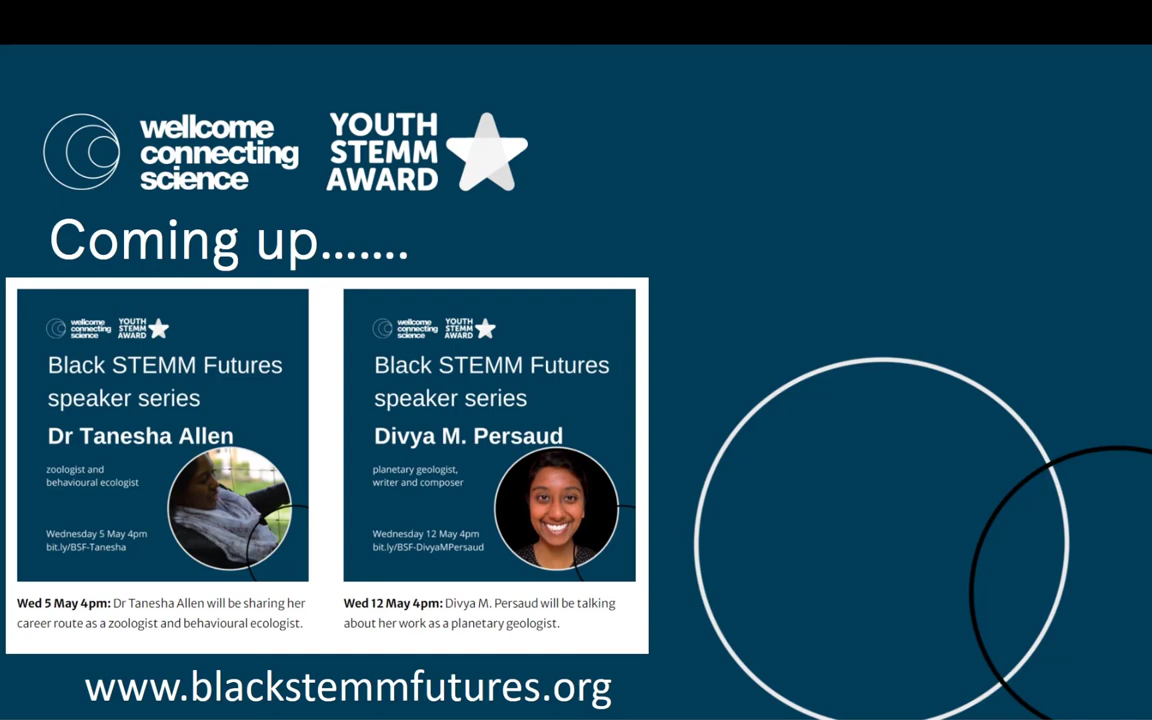 wellcome
connecting
science
YOUTH
STEMM
AWARD
Coming up.......
wellcome
connecting
science
YOUTH
STEMM
AWARD
Black STEMM Futures
speaker series
Dr Tanesha Allen
zoologist and
behavioural ecologist
Wednesday 5 May 4pm
bit.ly/BSF-Tanesha
Wed 5 May 4pm: Dr Tanesha Allen will be sharing her
career route as a zoologist and behavioural ecologist.
wellcome
connecting
science
YOUTH
STEMM
AWARD
Black STEMM Futures
speaker series
Divya M. Persaud
planetary geologist,
writer and composer
Wednesday 12 May 4pm
bit.ly/BSF-DivyaMPersaud
Wed 12 May 4pm: Divya M. Persaud will be talking
about her work as a planetary geologist.
www.blackstemmfutures.org